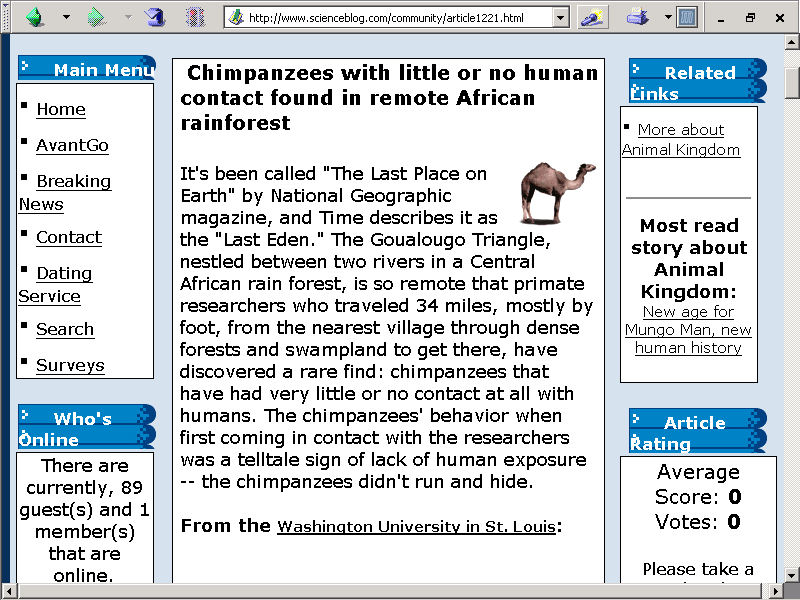 http://www.scienceblog.com/community/article1221.html
Main Menu
Home
AvantGo
Breaking
News
Contact
Dating
Service
Search
Surveys
Who's
Online
There are
currently, 89
guest(s) and 1
member(s)
that are
online.
Chimpanzees with little or no human
contact found in remote African
rainforest
It's been called "The Last Place on
Earth" by National Geographic
magazine, and Time describes it as
the "Last Eden." The Goualougo Triangle,
nestled between two rivers in a Central
African rain forest, is so remote that primate
researchers who traveled 34 miles, mostly by
foot, from the nearest village through dense
forests and swampland to get there, have
discovered a rare find: chimpanzees that
have had very little or no contact at all with
humans. The chimpanzees' behavior when
first coming in contact with the researchers
was a telltale sign of lack of human exposure
-- the chimpanzees didn't run and hide.
From the Washington University in St. Louis:
Related
Links
More about
Animal Kingdom
Most read
story about
Animal
Kingdom:
New age for
Mungo Man, new
human history
Article
Rating
Average
Score: 0
Votes: 0
Please take a